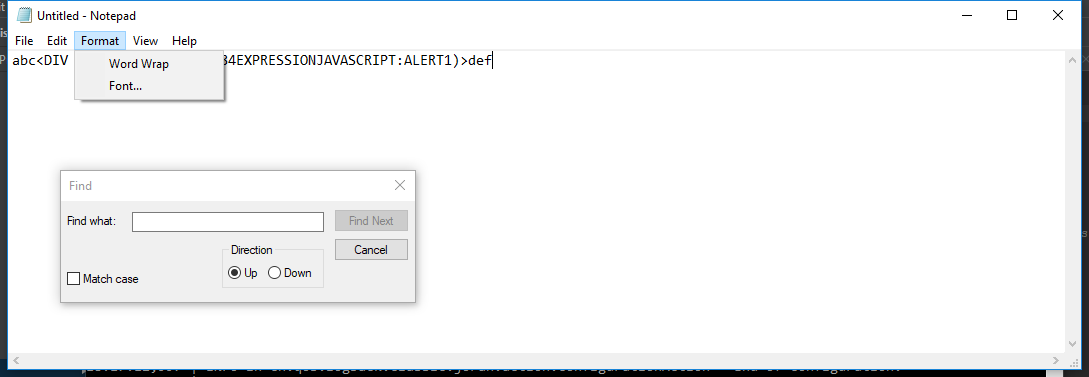 Untitled - Notepad
File Edit Format View Help
abc<DIV 34EXPRESSIONJAVASCRIPT:ALERT1)>def
Word Wrap
Font...
Find
Find what:
Find Next
Cancel
Direction
Up Down
Match case